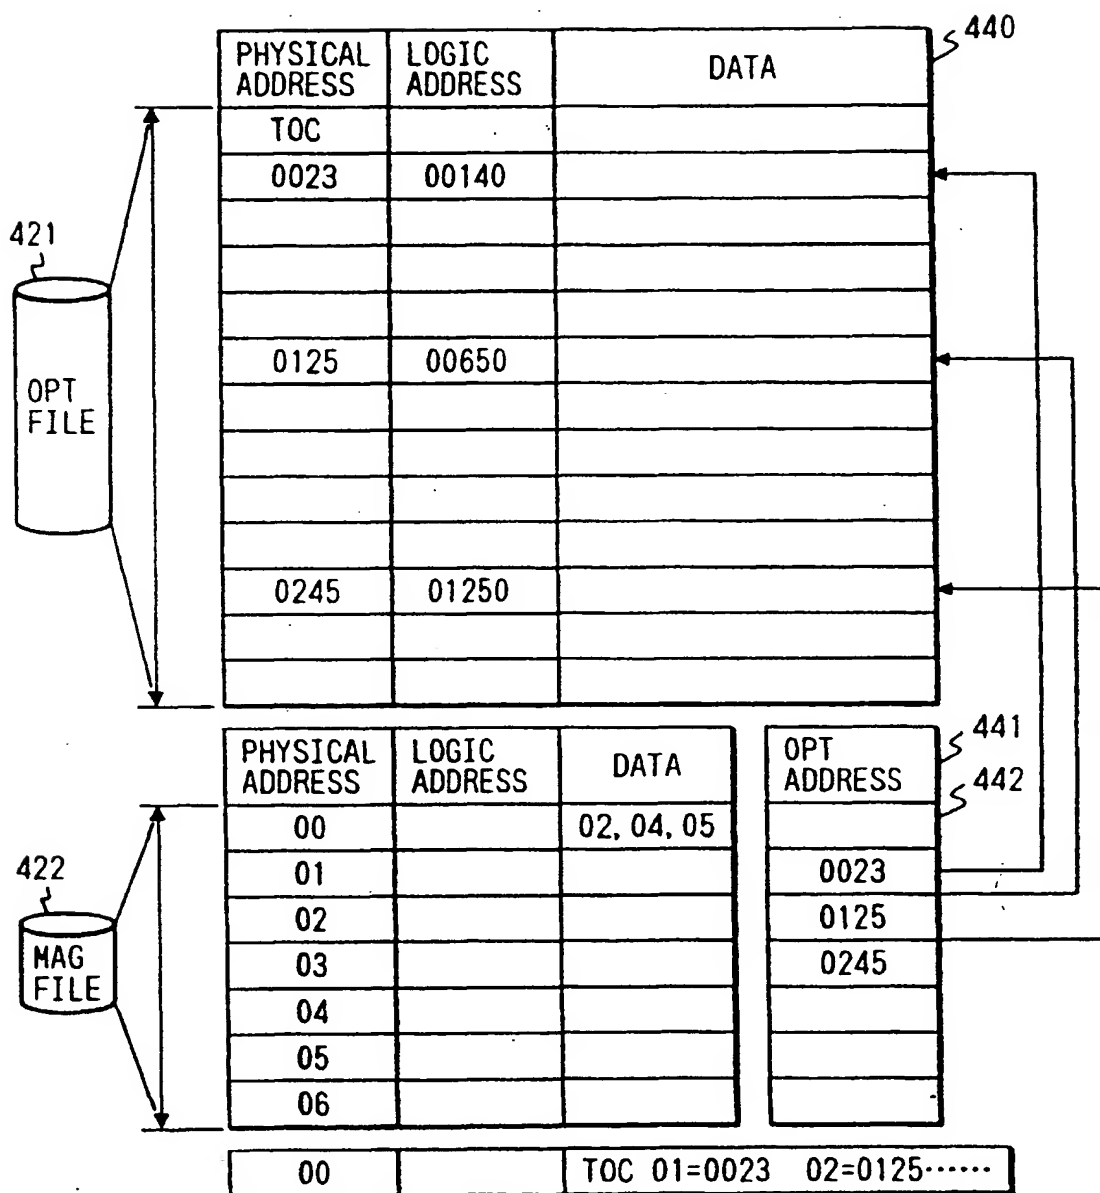 440
PHYSICAL ADDRESS LOGIC ADDRESS DATA
TOC
0023 00140
421
0125 00650
OPT
FILE
0245 01250
441
PHYSICAL ADDRESS LOGIC ADDRESS DATA OPT ADDRESS
442
00 02, 04, 05
422
01 0023
02 0125
MAG
FILE
03 0245
04
05
06
00 TOC 01=0023 02=0125······